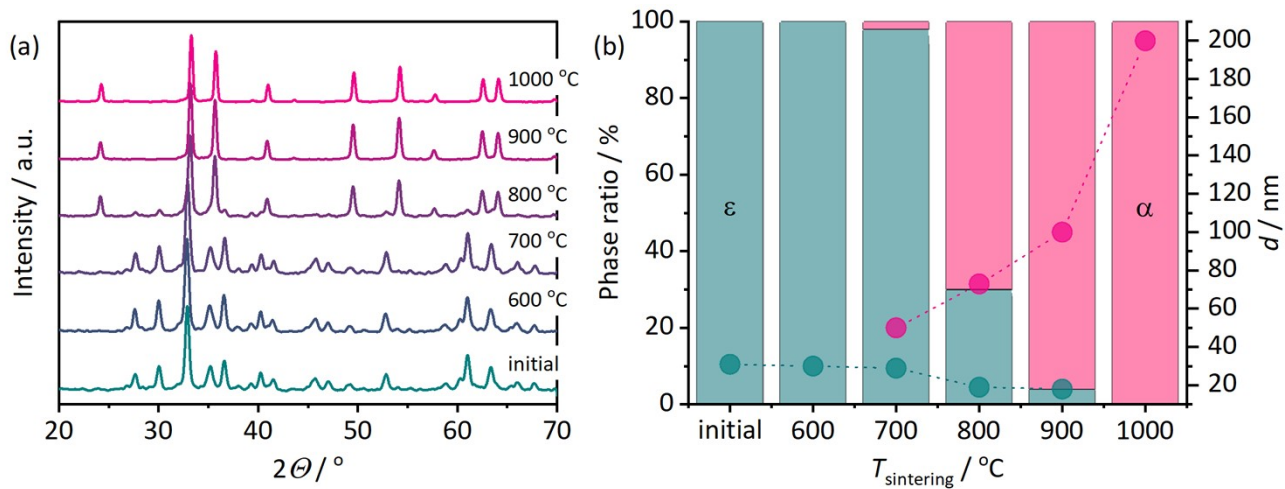 (a)
Intensity / a.u.
1000 °C
900 °C
800 °C
700 °C
600 °C
initial
20 30 40 50 60 70
2Θ / °
(b)
Phase ratio / %
100
80
60
40
20
0
ε
α
200
180
160
140
120
100
80
60
40
20
d / nm
initial 600 700 800 900 1000
Tsintering / °C